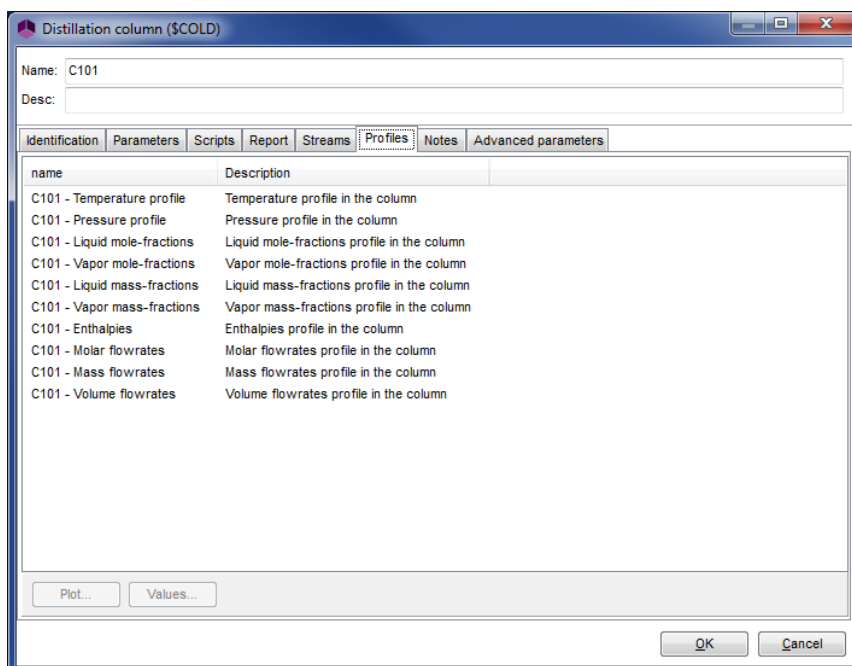 Distillation column ($COLD)
Name: C101
Desc:
Identification Parameters Scripts Report Streams Profiles Notes Advanced parameters
name Description
C101 - Temperature profile Temperature profile in the column
C101 - Pressure profile Pressure profile in the column
C101 - Liquid mole-fractions Liquid mole-fractions profile in the column
C101 - Vapor mole-fractions Vapor mole-fractions profile in the column
C101 - Liquid mass-fractions Liquid mass-fractions profile in the column
C101 - Vapor mass-fractions Vapor mass-fractions profile in the column
C101 - Enthalpies Enthalpies profile in the column
C101 - Molar flowrates Molar flowrates profile in the column
C101 - Mass flowrates Mass flowrates profile in the column
C101 - Volume flowrates Volume flowrates profile in the column
Plot... Values...
OK Cancel